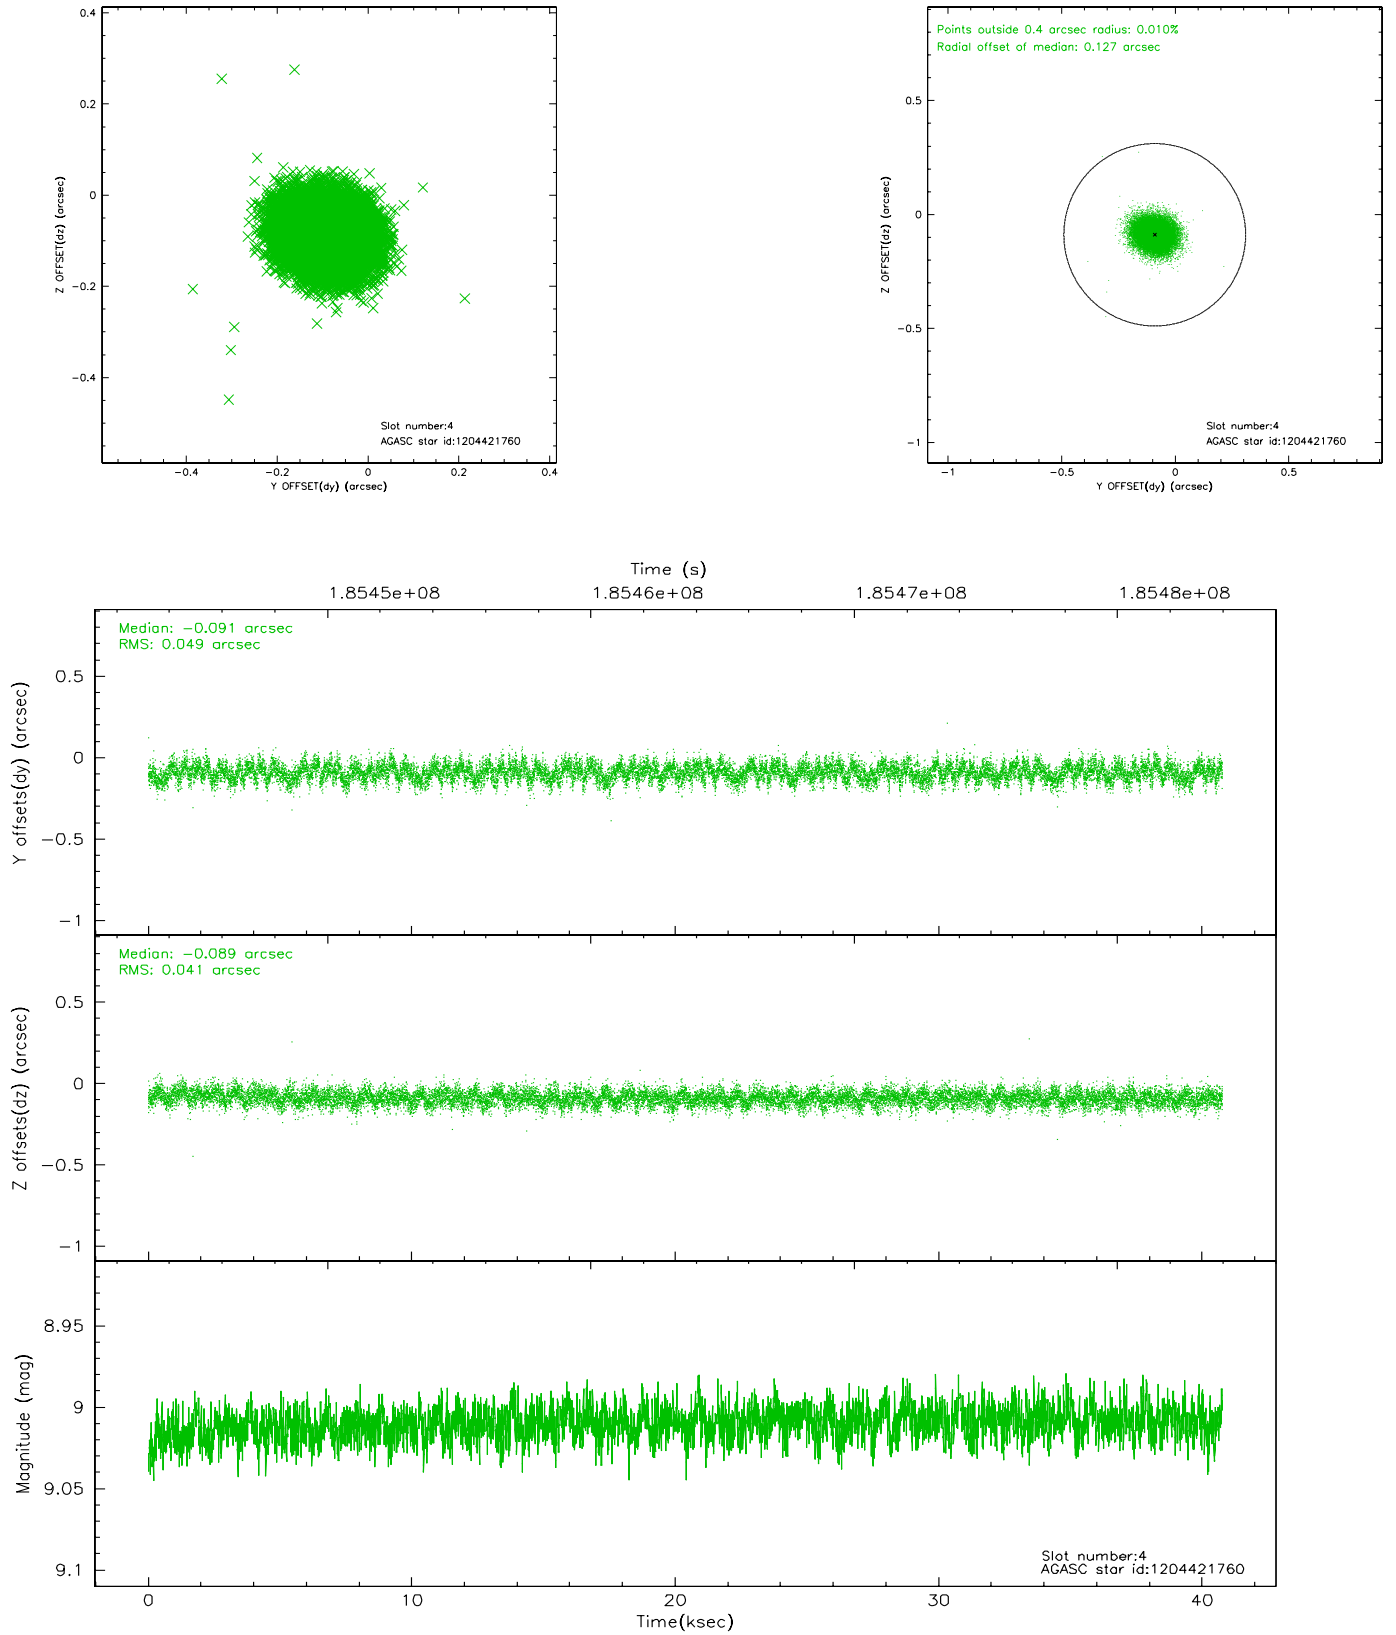 0.4
0.2
0
-0.2
-0.4
Z OFFSET(dz) (arcsec)
-0.4
-0.2
0
0.2
0.4
Y OFFSET(dy) (arcsec)
Slot number:4
AGASC star id:1204421760
Points outside 0.4 arcsec radius: 0.010%
Radial offset of median: 0.127 arcsec
0.5
0
-0.5
-1
Z OFFSET(dz) (arcsec)
-1
-0.5
0
0.5
Y OFFSET(dy) (arcsec)
Slot number:4
AGASC star id:1204421760
Time (s)
1.8545e+08
1.8546e+08
1.8547e+08
1.8548e+08
Median: -0.091 arcsec
RMS: 0.049 arcsec
0.5
0
-0.5
-1
Y offsets(dy) (arcsec)
Median: -0.089 arcsec
RMS: 0.041 arcsec
0.5
0
-0.5
-1
Z offsets(dz) (arcsec)
8.95
9
9.05
9.1
Magnitude (mag)
Slot number:4
AGASC star id:1204421760
0
10
20
30
40
Time(ksec)